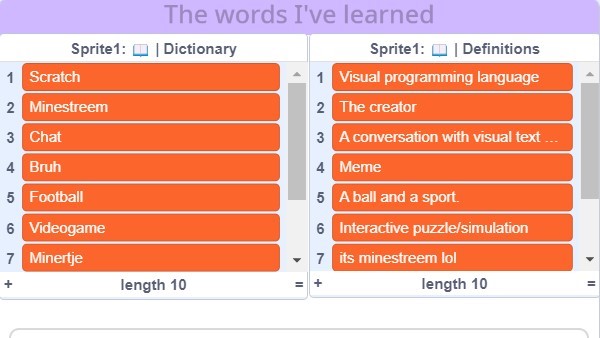 The words I've learned
Sprite1: 📖 | Dictionary
1 Scratch
2 Minestreem
3 Chat
4 Bruh
5 Football
6 Videogame
7 Minertje
+ length 10 =
Sprite1: 📖 | Definitions
1 Visual programming language
2 The creator
3 A conversation with visual text ...
4 Meme
5 A ball and a sport.
6 Interactive puzzle/simulation
7 its minestreem lol
+ length 10 =